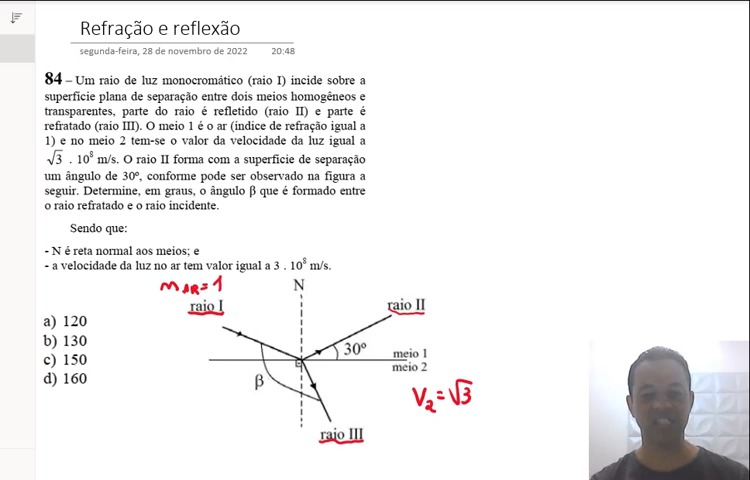 Refração e reflexão
segunda-feira, 28 de novembro de 2022 20:48
84 – Um raio de luz monocromático (raio I) incide sobre a
superfície plana de separação entre dois meios homogêneos e
transparentes, parte do raio é refletido (raio II) e parte é
refratado (raio III). O meio 1 é o ar (índice de refração igual a
1) e no meio 2 tem-se o valor da velocidade da luz igual a
√3 . 10⁸ m/s. O raio II forma com a superfície de separação
um ângulo de 30º, conforme pode ser observado na figura a
seguir. Determine, em graus, o ângulo β que é formado entre
o raio refratado e o raio incidente.
Sendo que:
- N é reta normal aos meios; e
- a velocidade da luz no ar tem valor igual a 3 . 10⁸ m/s.
n AR = 1
N
raio I
raio II
a) 120
b) 130
c) 150
d) 160
30º
meio 1
meio 2
β
V₂ = √3
raio III